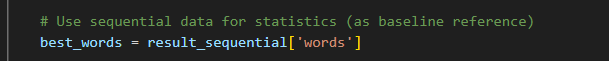 # Use sequential data for statistics (as baseline reference)
best_words = result_sequential['words']